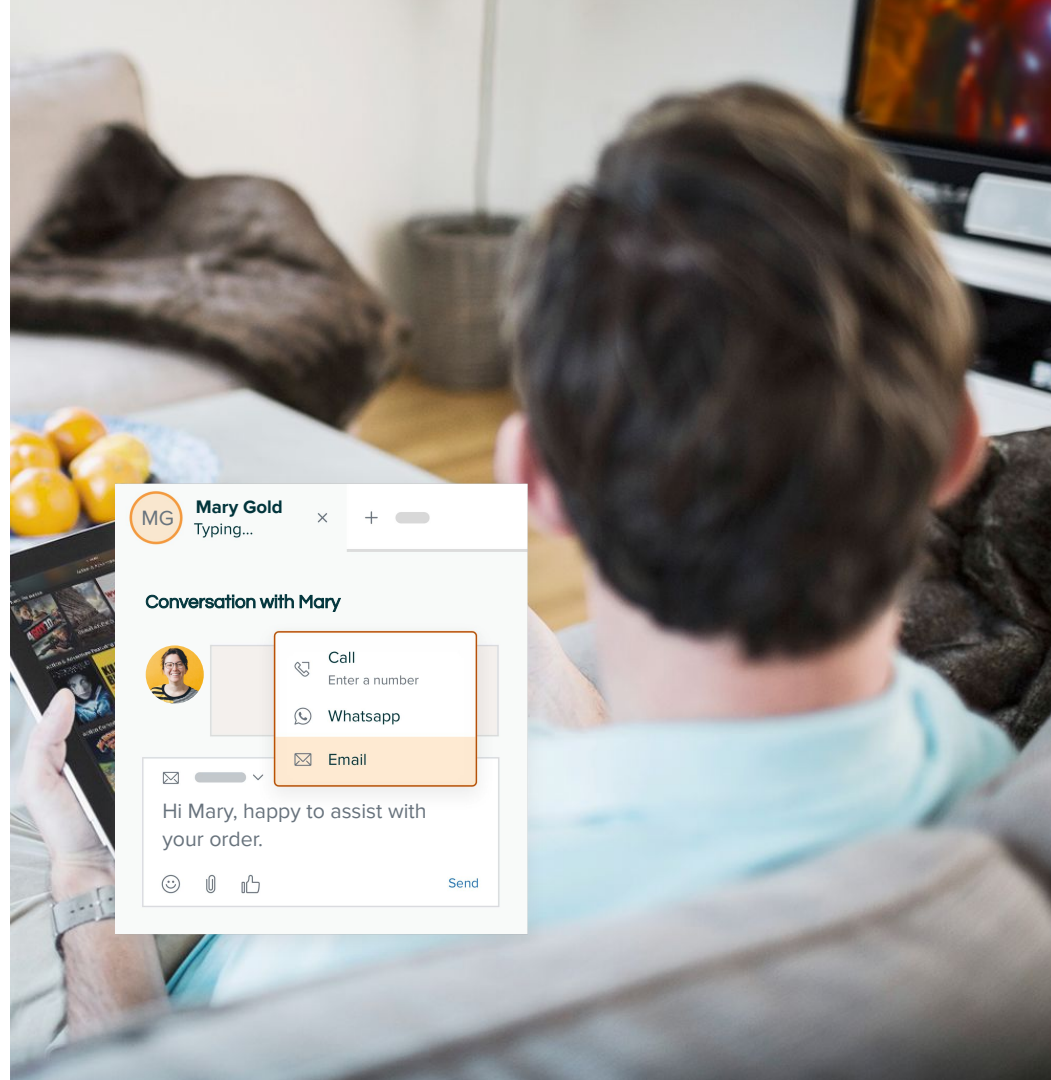 MG
Mary Gold
Typing...
Conversation with Mary
Call
Enter a number
Whatsapp
Email
Hi Mary, happy to assist with
your order.
Send